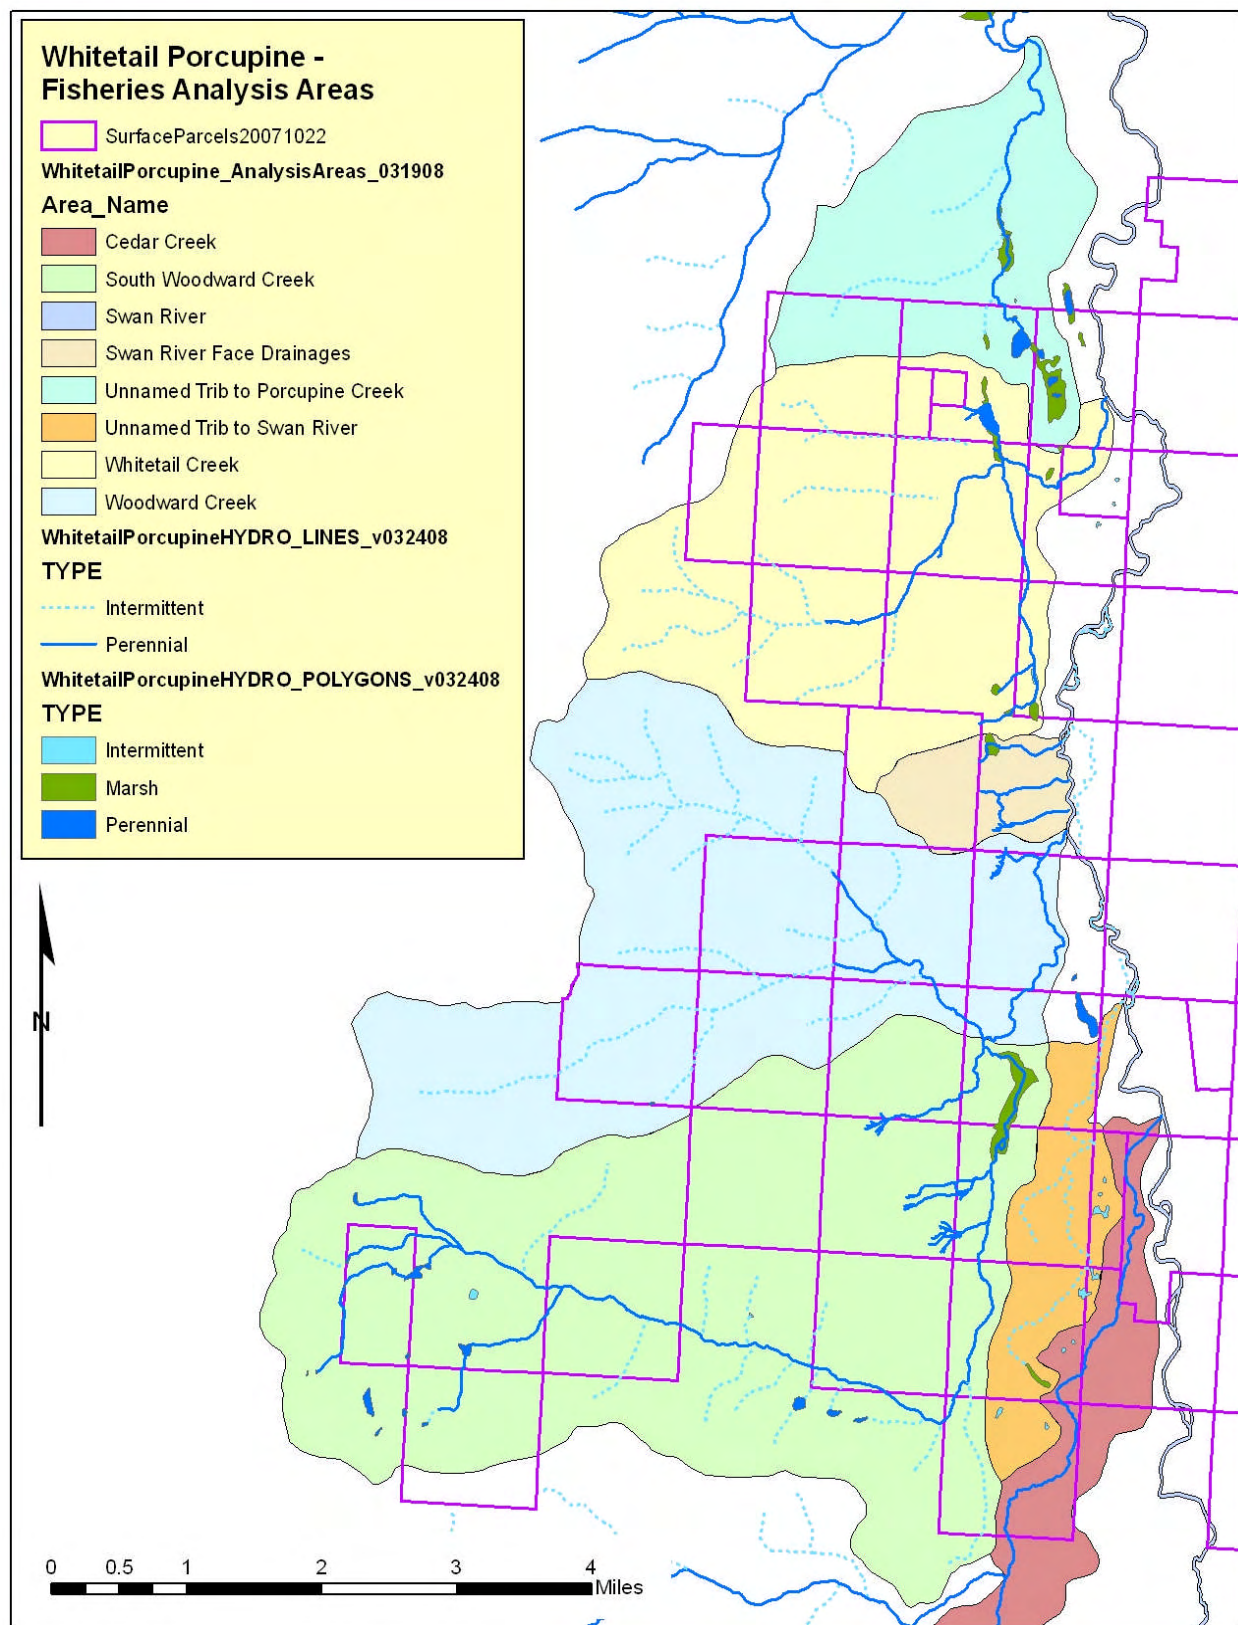 Whitetail Porcupine -
Fisheries Analysis Areas
SurfaceParcels20071022
WhitetailPorcupine_AnalysisAreas_031908
Area_Name
Cedar Creek
South Woodward Creek
Swan River
Swan River Face Drainages
Unnamed Trib to Porcupine Creek
Unnamed Trib to Swan River
Whitetail Creek
Woodward Creek
WhitetailPorcupineHYDRO_LINES_v032408
TYPE
Intermittent
Perennial
WhitetailPorcupineHYDRO_POLYGONS_v032408
TYPE
Intermittent
Marsh
Perennial
N
0 0.5 1 2 3 4
Miles